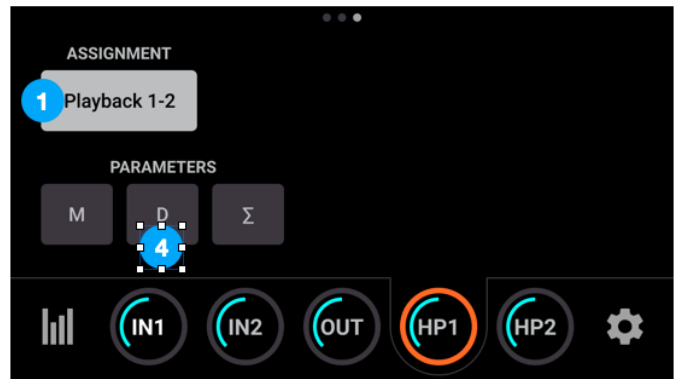 ASSIGNMENT
1 Playback 1-2
PARAMETERS
M D Σ
4
IN1 IN2 OUT HP1 HP2